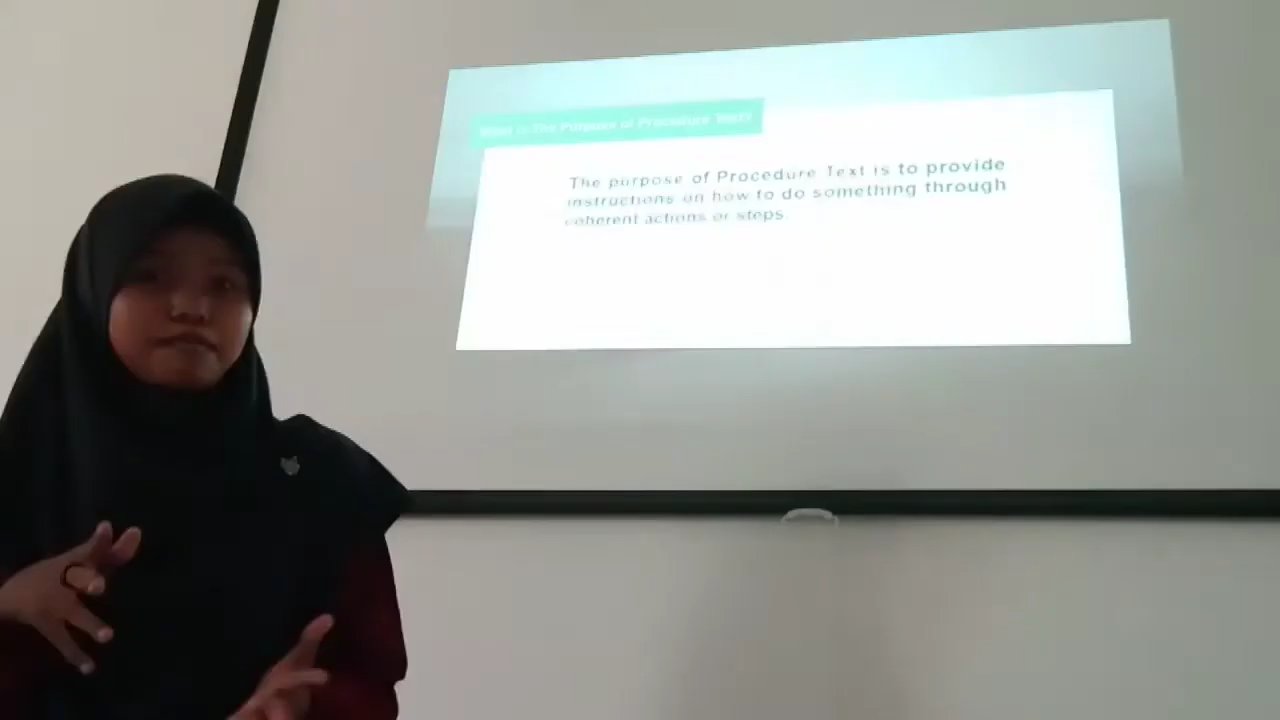 What is The Purpose of Procedure Text?
The purpose of Procedure Text is to provide
instructions on how to do something through
coherent actions or steps.